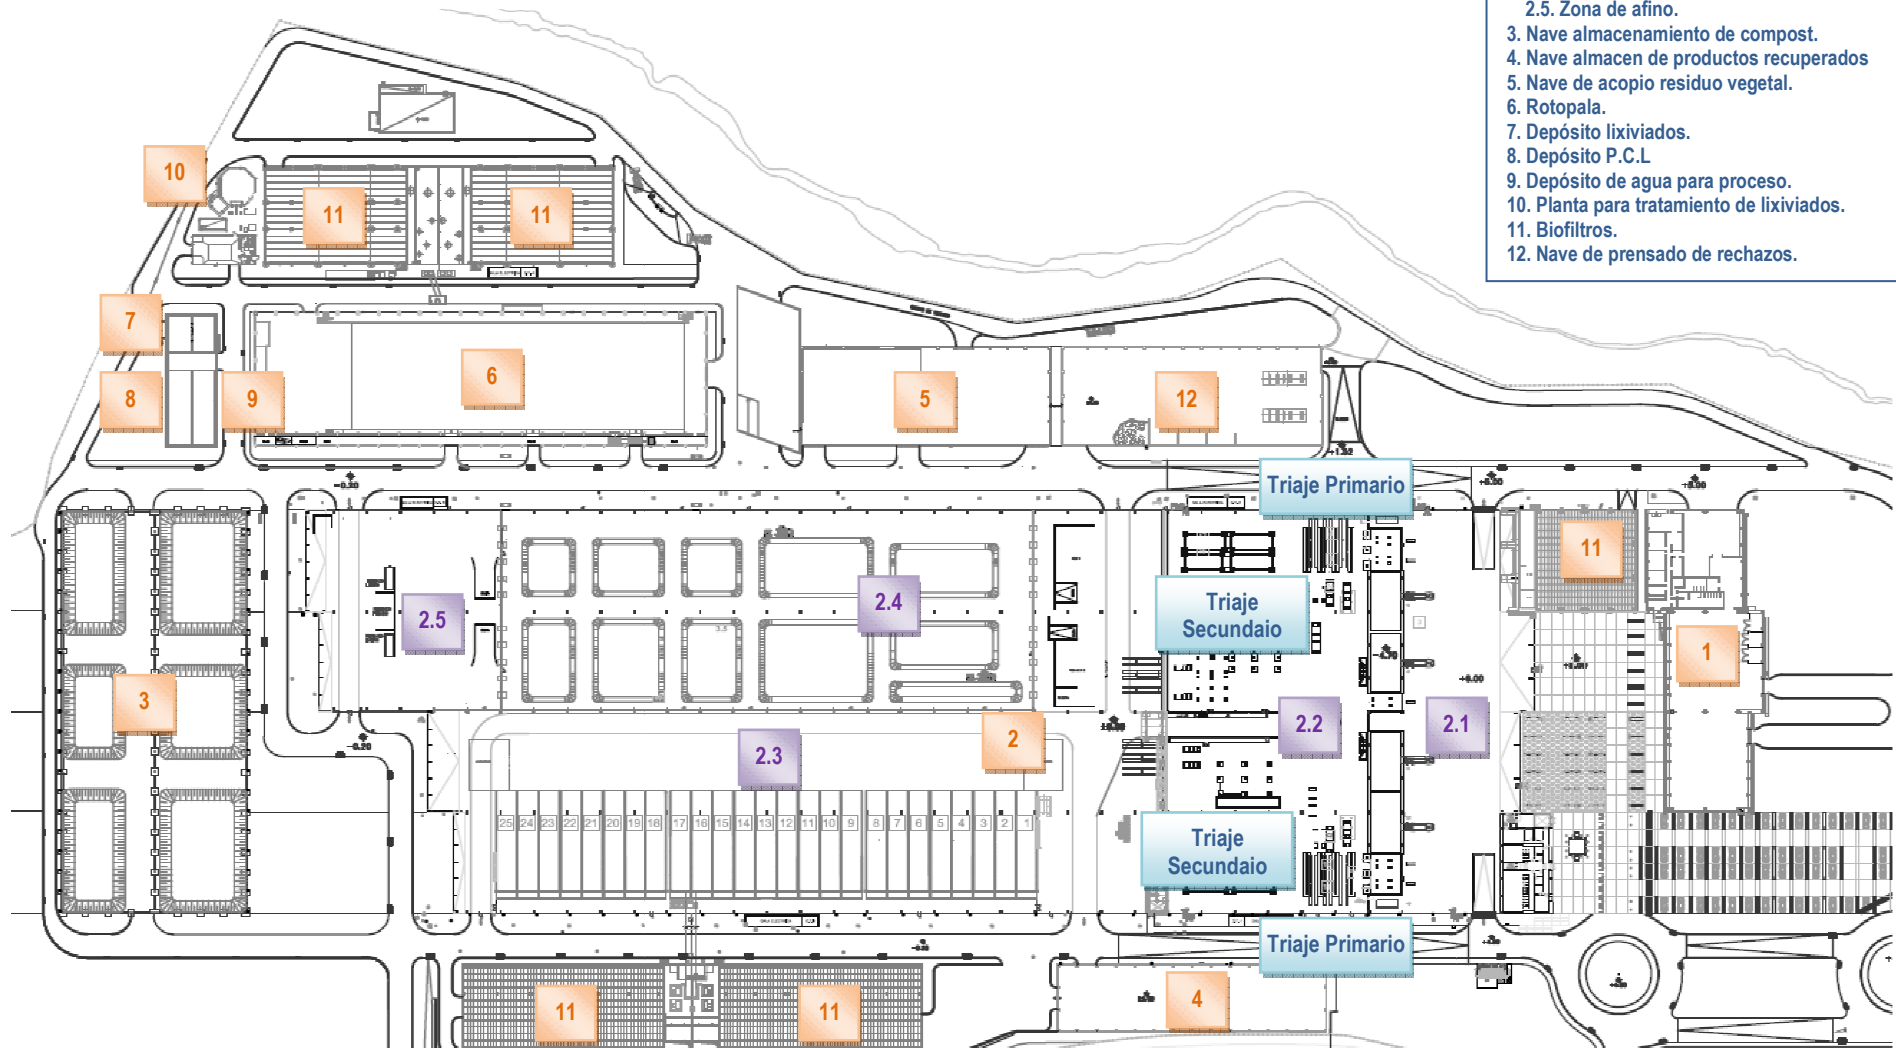 2.5. Zona de afino.
3. Nave almacenamiento de compost.
4. Nave almacen de productos recuperados
5. Nave de acopio residuo vegetal.
6. Rotopala.
7. Depósito lixiviados.
8. Depósito P.C.L
9. Depósito de agua para proceso.
10. Planta para tratamiento de lixiviados.
11. Biofiltros.
12. Nave de prensado de rechazos.
10
11
11
7
8
9
6
5
12
Triaje Primario
11
2.5
2.4
Triaje
Secundaio
1
3
2.3
2
2.2
2.1
25 24 23 22 21 20 19 18 17 16 15 14 13 12 11 10 9 8 7 6 5 4 3 2 1
Triaje
Secundaio
Triaje Primario
11
11
4
-0.20
-0.20